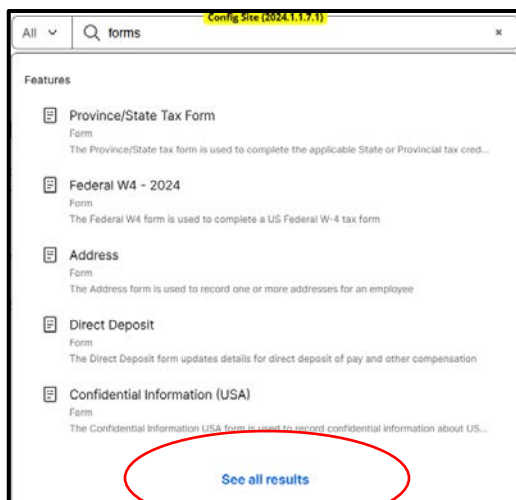 Config Site (2024.1.1.7.1)
All forms ×
Features
Province/State Tax Form
Form
The Province/State tax form is used to complete the applicable State or Provincial tax cred...
Federal W4 - 2024
Form
The Federal W4 form is used to complete a US Federal W-4 tax form
Address
Form
The Address form is used to record one or more addresses for an employee
Direct Deposit
Form
The Direct Deposit form updates details for direct deposit of pay and other compensation
Confidential Information (USA)
Form
The Confidential Information USA form is used to record confidential information about US...
See all results